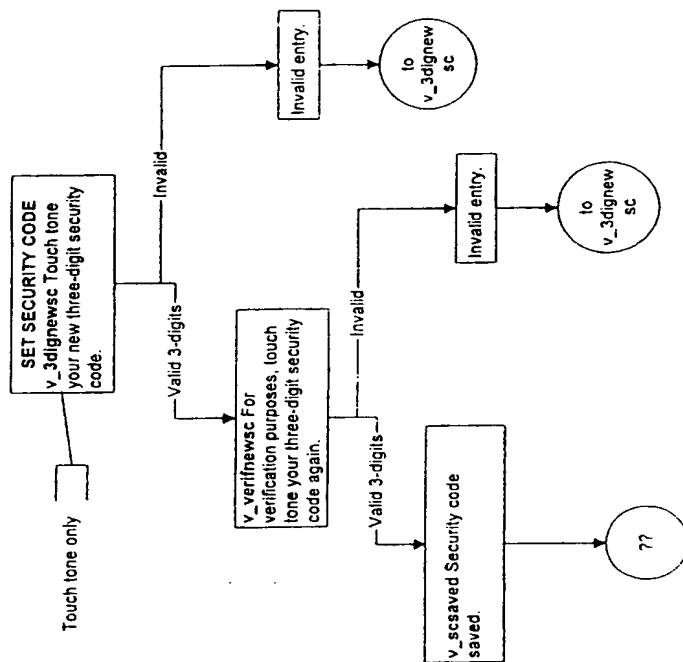 Touch tone only
SET SECURITY CODE
v_3dignewsc Touch tone
your new three-digit security
code.
Valid 3-digits
Invalid
v_verifnewsc For
verification purposes, touch
tone your three-digit security
code again.
Invalid entry.
to
v_3dignew
sc
Valid 3-digits
Invalid
v_scsaved Security code
saved.
Invalid entry.
to
v_3dignew
sc
??